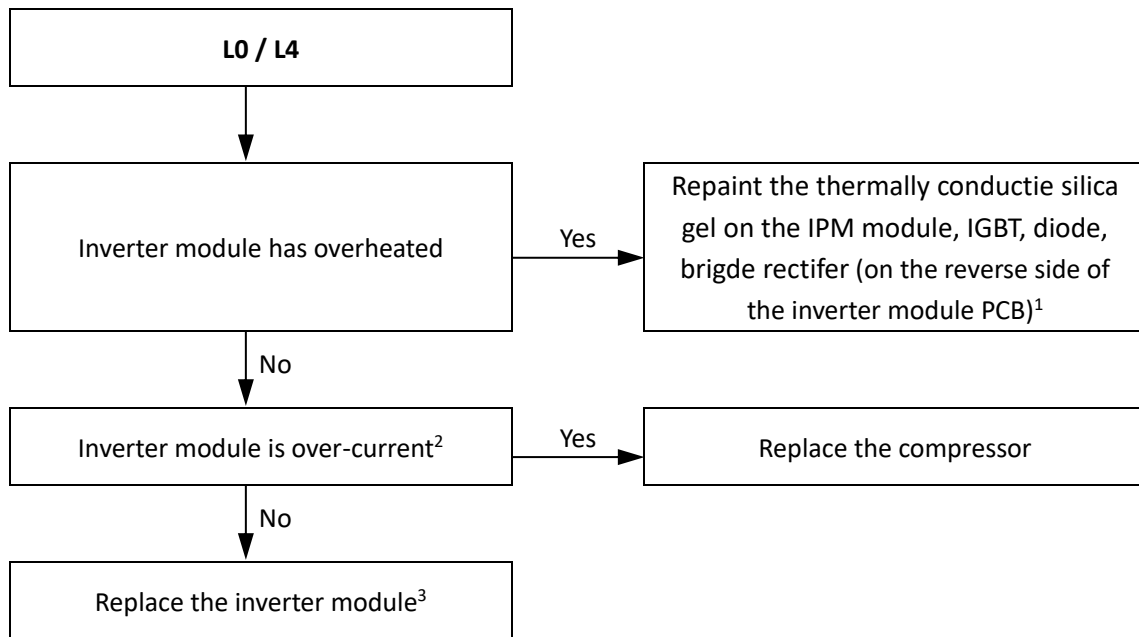 L0 / L4
Inverter module has overheated
Yes
Repaint the thermally conductie silica
gel on the IPM module, IGBT, diode,
brigde rectifer (on the reverse side of
the inverter module PCB)¹
No
Inverter module is over-current²
Yes
Replace the compressor
No
Replace the inverter module³